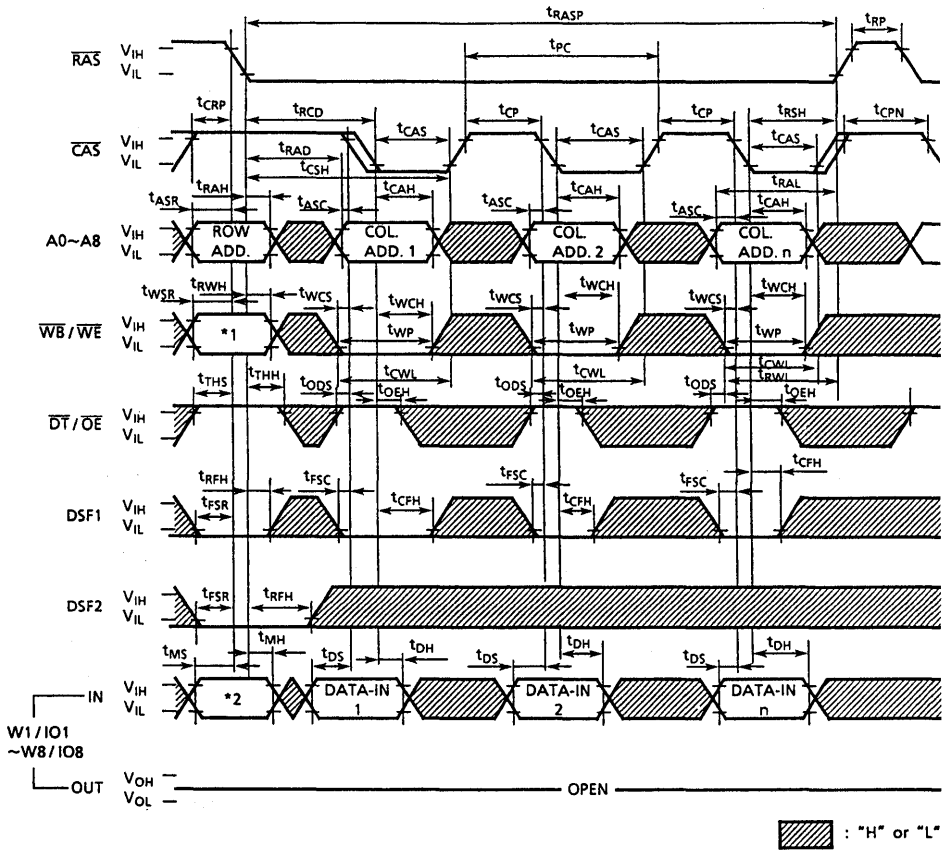 tRASP
tRP
tPC
RAS VIH
VIL
tCRP
tRCD
tCP
tCP
tRSH
tCPN
tCAS
tCAS
tCAS
CAS VIH
VIL
tRAD
tCSH
tRAL
tASR
tRAH
tASC
tCAH
tASC
tCAH
tASC
tCAH
A0~A8 VIH
VIL
ROW ADD.
COL. ADD. 1
COL. ADD. 2
COL. ADD. n
tWSR
tRWH
tWCS
tWCH
tWCS
tWCH
tWCS
tWCH
WB / WE VIH
VIL
*1
tWP
tWP
tWP
tCWL
tCWL
tCWL
tRWL
tTHS
tTHH
tODS
tOEH
tODS
tOEH
tODS
tOEH
DT / OE VIH
VIL
tRFH
tFSR
tFSC
tCFH
tFSC
tCFH
tFSC
tCFH
DSF1 VIH
VIL
DSF2 VIH
VIL
tFSR
tRFH
tMS
tMH
tDS
tDH
tDS
tDH
tDS
tDH
IN VIH
VIL
*2
DATA-IN 1
DATA-IN 2
DATA-IN n
W1 / IO1
~W8 / IO8
OUT VOH
VOL
OPEN
: "H" or "L"